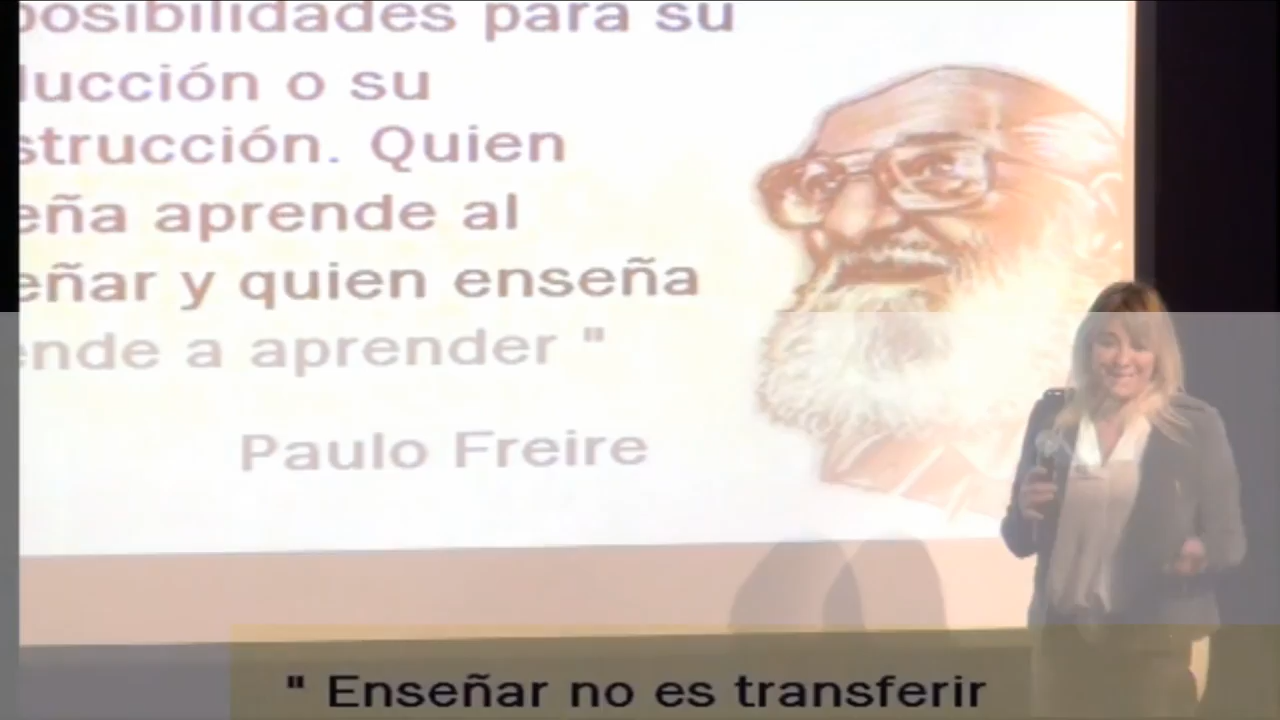 posibilidades para su
lucción o su
strucción. Quien
eña aprende al
eñar y quien enseña
ende a aprender "
Paulo Freire
" Enseñar no es transferir